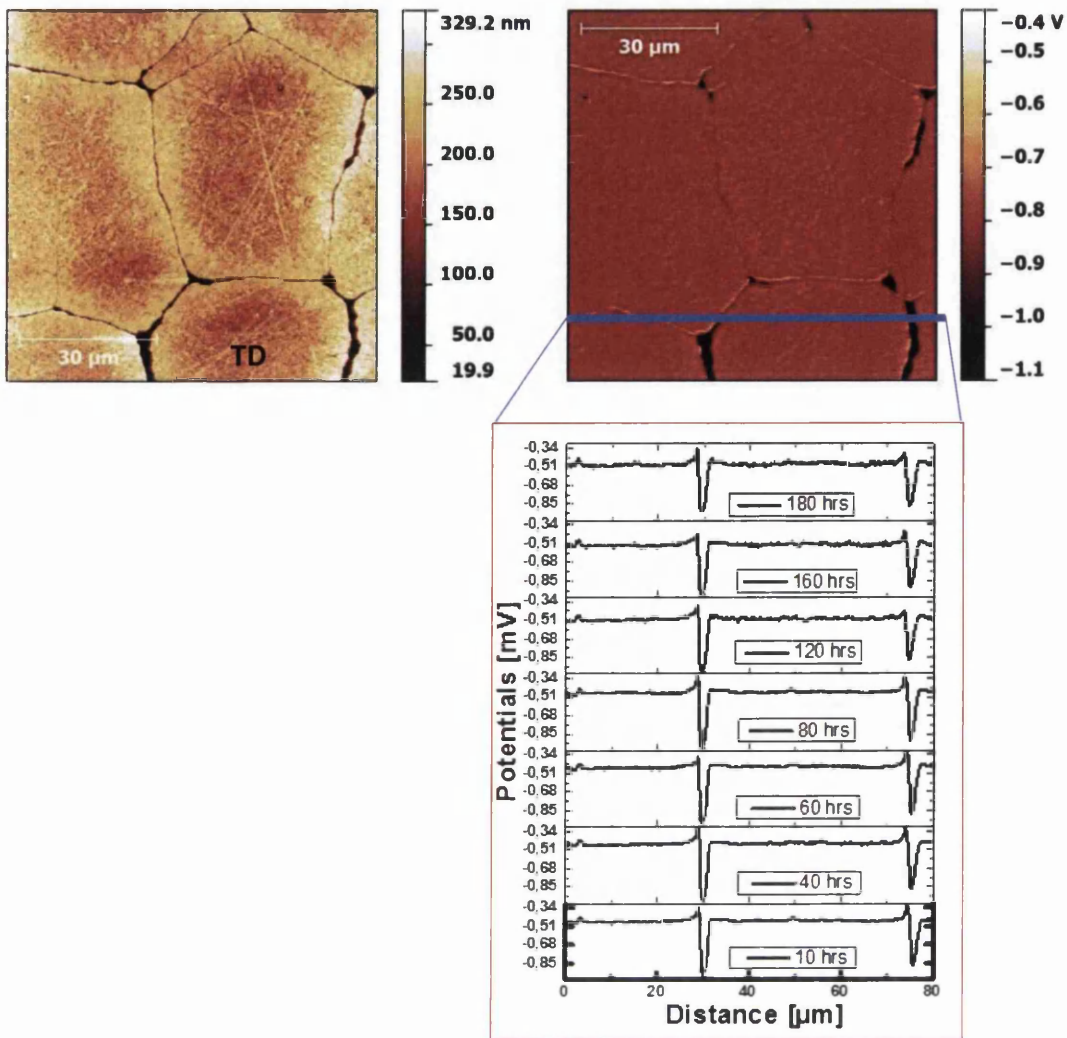 329.2 nm
250.0
200.0
150.0
100.0
50.0
19.9
30 µm
TD
30 µm
-0.4 V
-0.5
-0.6
-0.7
-0.8
-0.9
-1.0
-1.1
Potentials [mV]
-0,34
-0,51
-0,68
-0,85
180 hrs
-0,34
-0,51
-0,68
-0,85
160 hrs
-0,34
-0,51
-0,68
-0,85
120 hrs
-0,34
-0,51
-0,68
-0,85
80 hrs
-0,34
-0,51
-0,68
-0,85
60 hrs
-0,34
-0,51
-0,68
-0,85
40 hrs
-0,34
-0,51
-0,68
-0,85
10 hrs
0 20 40 60 80
Distance [µm]